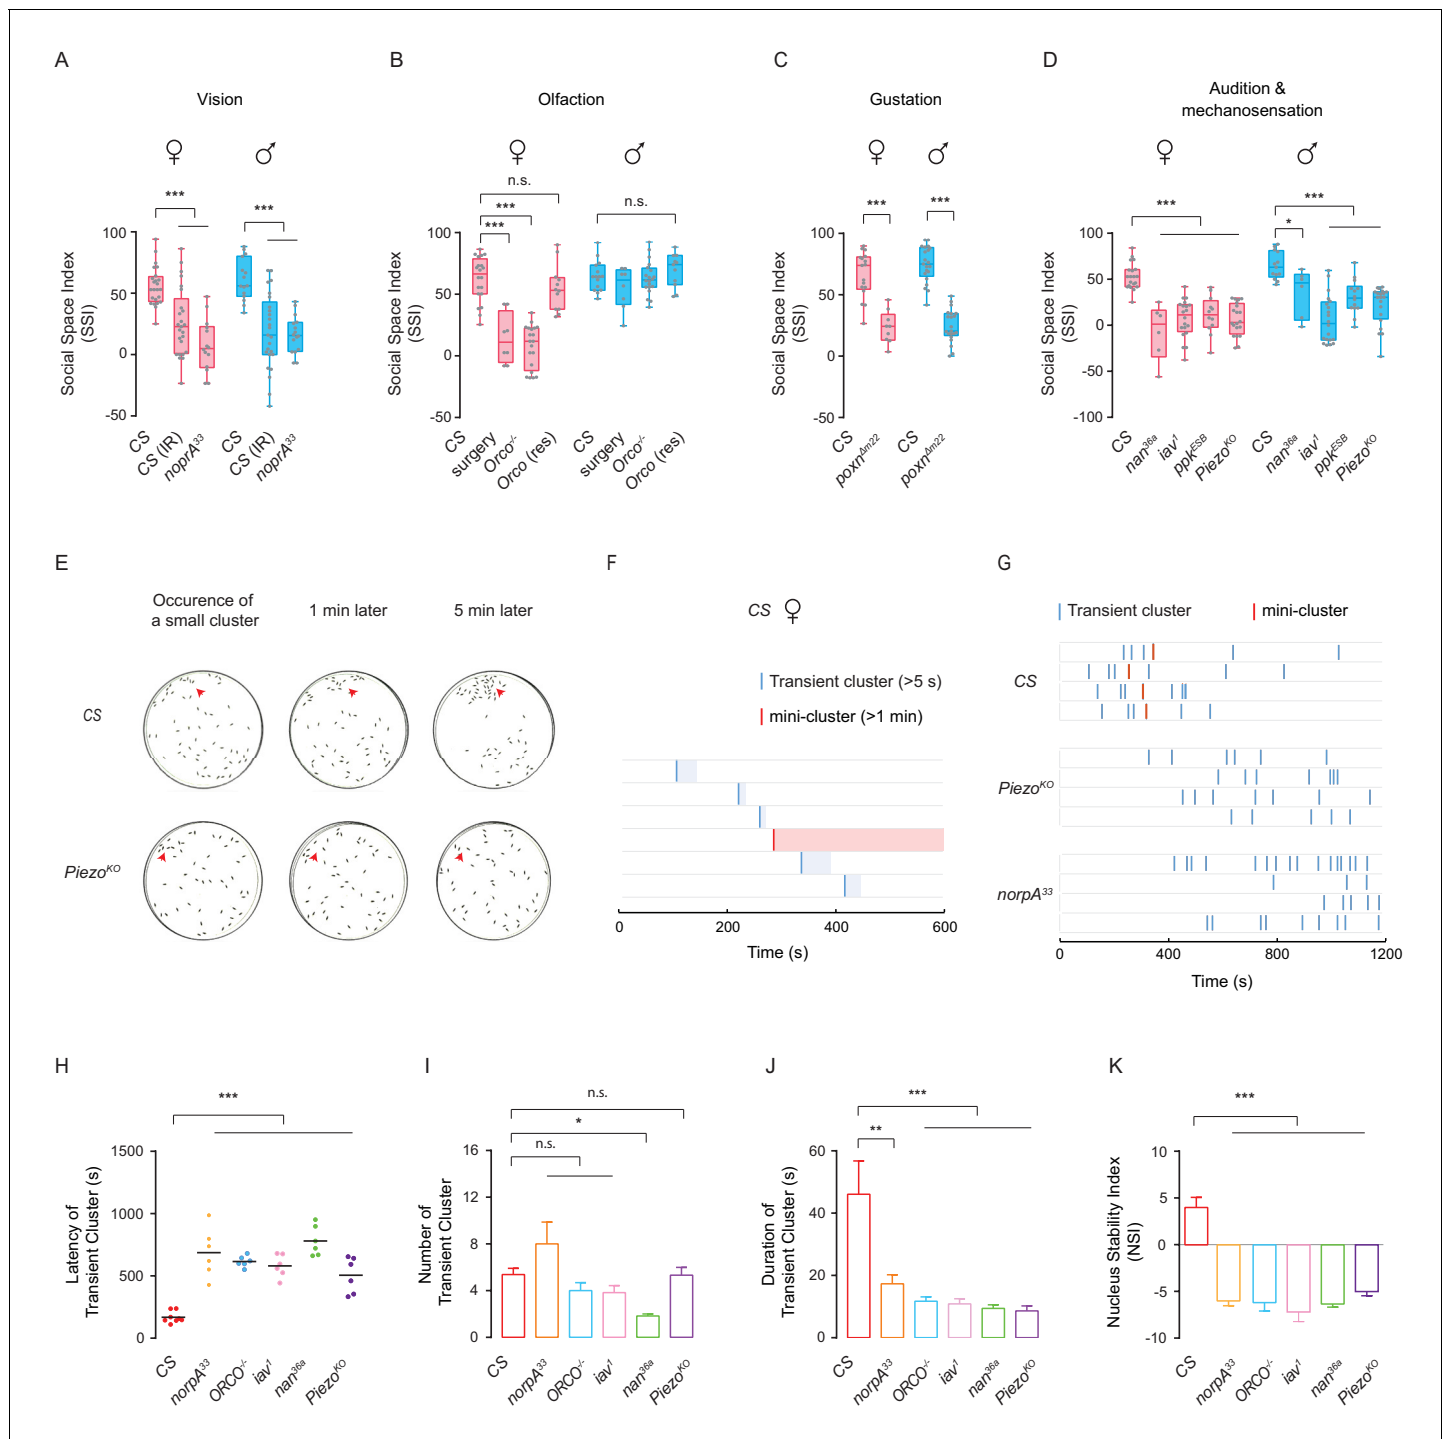 A
B
C
D
Vision
Olfaction
Gustation
Audition &
mechanosensation
♀ ♂
♀ ♂
♀ ♂
♀ ♂
*** ***
n.s.
***
***
n.s.
*** ***
***
***
*
Social Space Index
(SSI)
100
50
0
-50
CS
CS (IR)
noprA33
CS
CS (IR)
noprA33
Social Space Index
(SSI)
100
50
0
-50
CS
surgery
Orco-/-
Orco (res)
CS
surgery
Orco-/-
Orco (res)
Social Space Index
(SSI)
100
50
0
-50
CS
poxnΔm22
CS
poxnΔm22
Social Space Index
(SSI)
100
50
0
-50
-100
CS
nan36a
iav1
ppkESB
PiezoKO
CS
nan36a
iav1
ppkESB
PiezoKO
E
F
G
Occurence of
a small cluster
1 min later
5 min later
CS
PiezoKO
CS ♀
Transient cluster (>5 s)
mini-cluster (>1 min)
0 200 400 600
Time (s)
Transient cluster
mini-cluster
CS
PiezoKO
norpA33
0 400 800 1200
Time (s)
H
I
J
K
***
Latency of
Transient Cluster (s)
1500
1000
500
0
CS
norpA33
ORCO-/-
iav1
nan36a
PiezoKO
n.s.
*
n.s.
Number of
Transient Cluster
16
12
8
4
0
CS
norpA33
ORCO-/-
iav1
nan36a
PiezoKO
***
**
Duration of
Transient Cluster (s)
60
40
20
0
CS
norpA33
ORCO-/-
iav1
nan36a
PiezoKO
***
Nucleus Stability Index
(NSI)
10
5
0
-5
-10
CS
norpA33
ORCO-/-
iav1
nan36a
PiezoKO